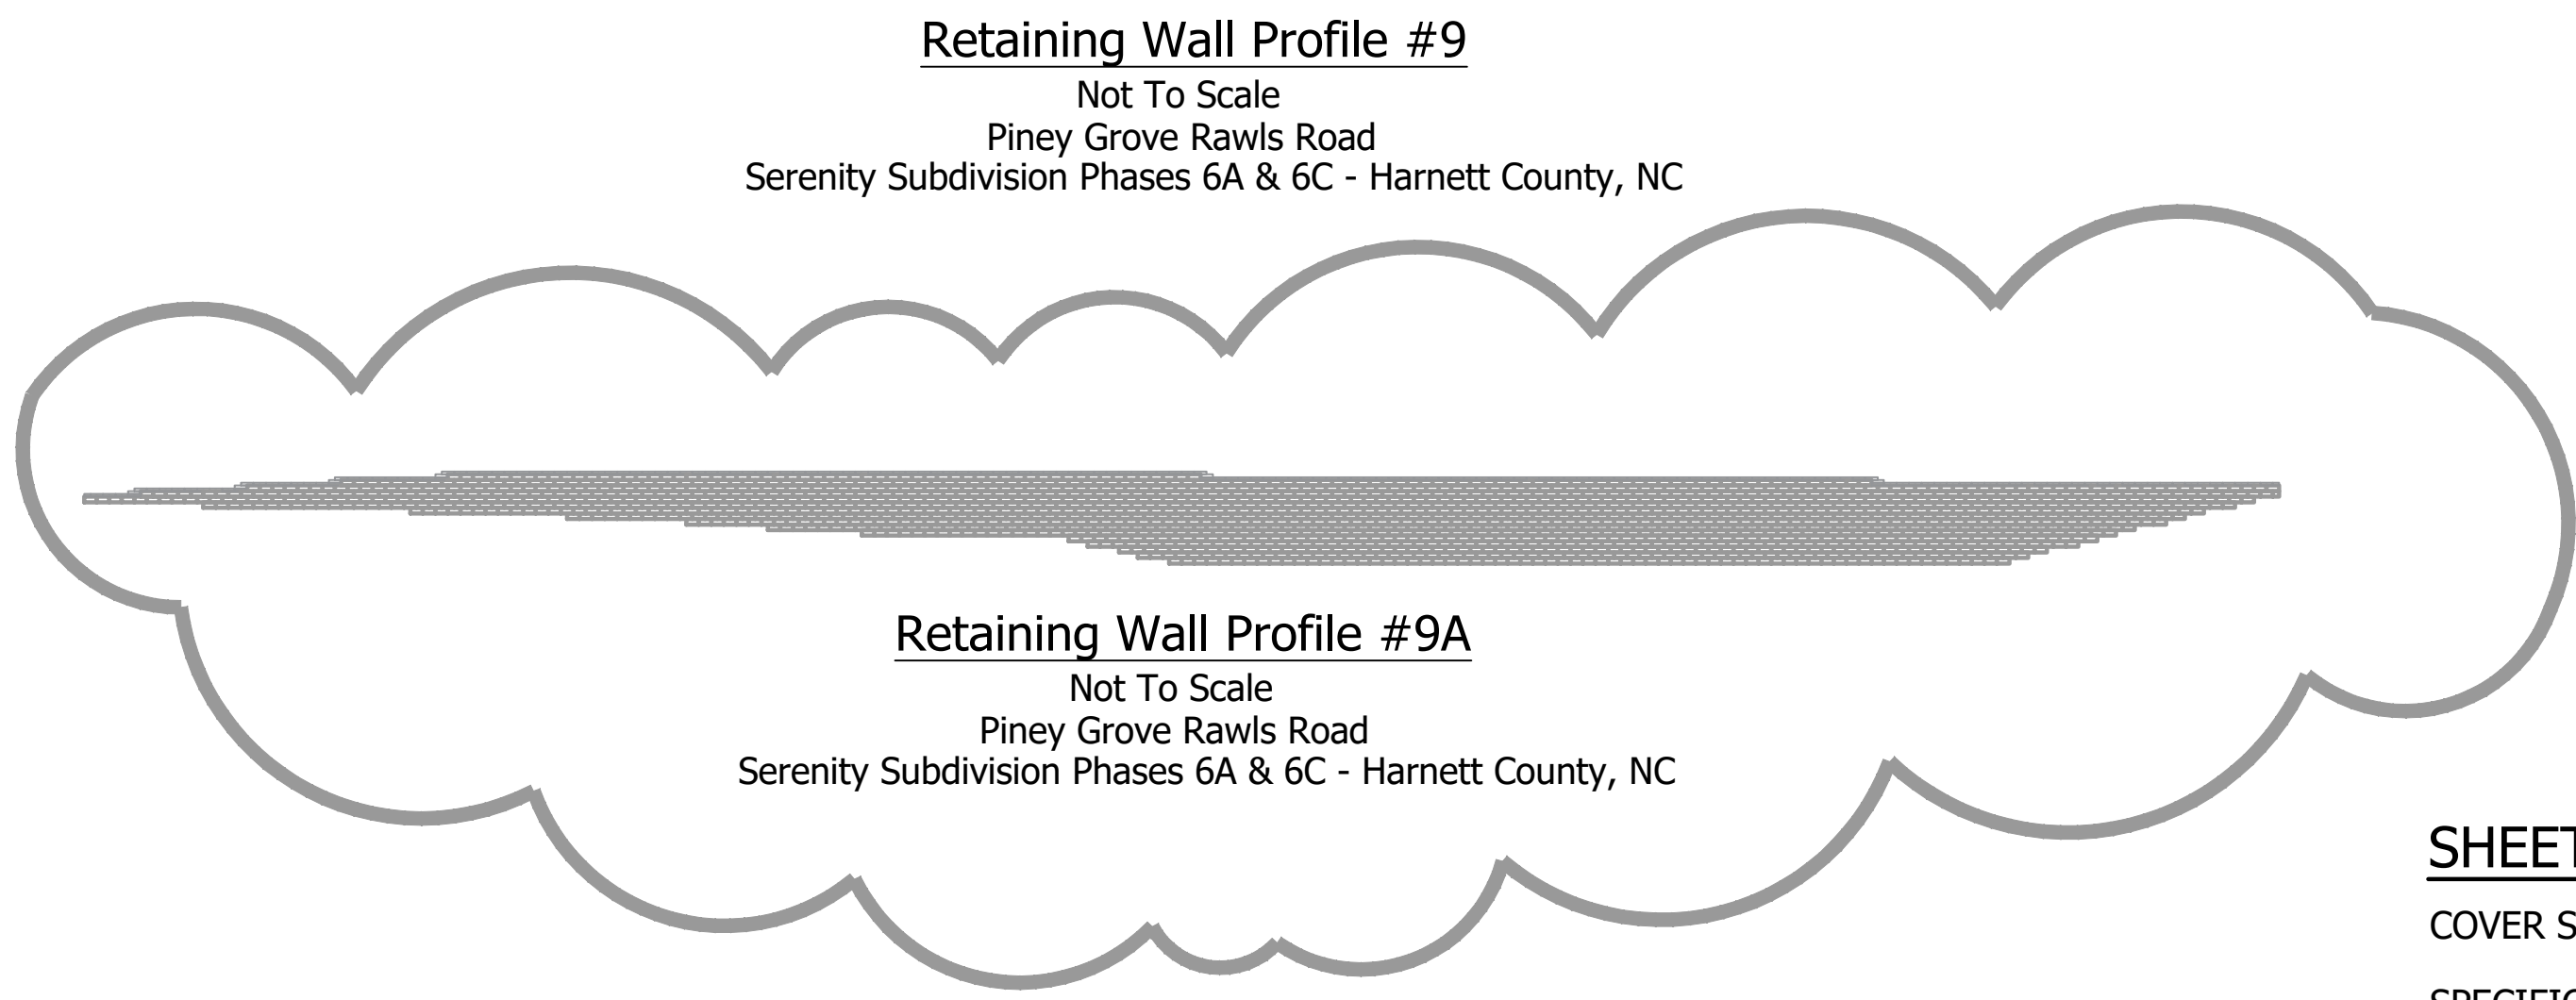 Retaining Wall Profile #9
Not To Scale
Piney Grove Rawls Road
Serenity Subdivision Phases 6A & 6C - Harnett County, NC
Retaining Wall Profile #9A
Not To Scale
Piney Grove Rawls Road
Serenity Subdivision Phases 6A & 6C - Harnett County, NC
SHEET
COVER S